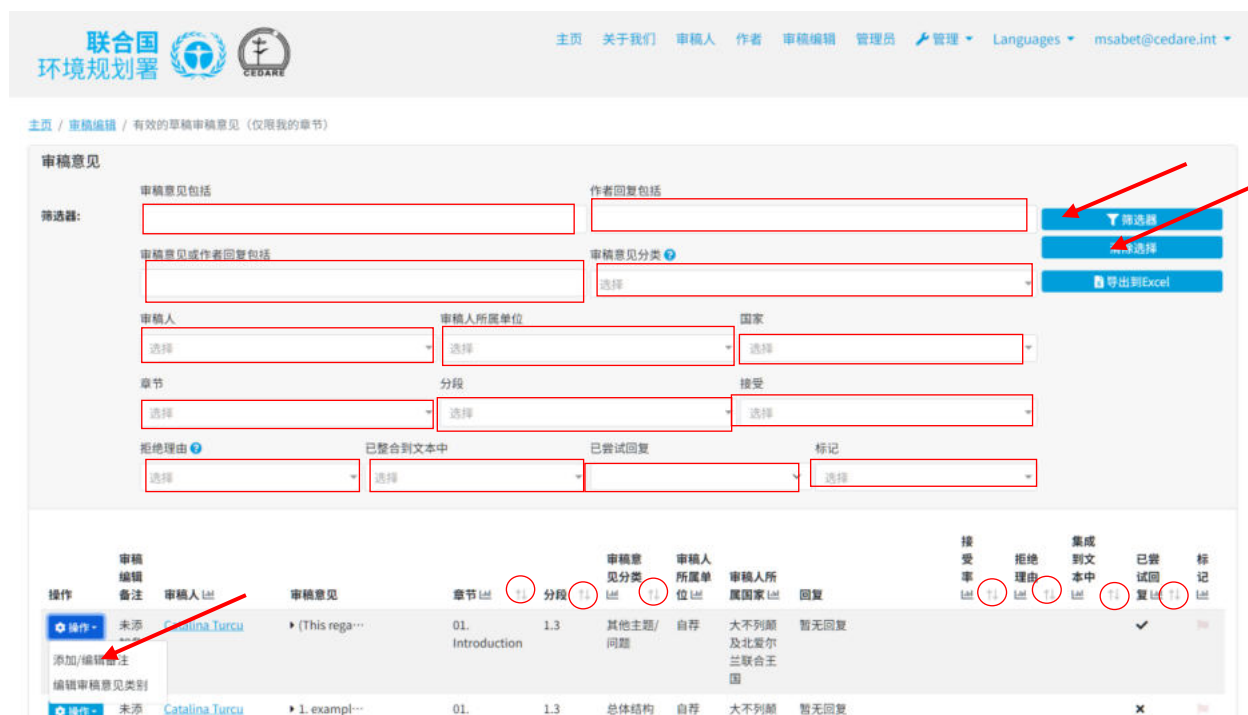 联合国
环境规划署
CEDARE
主页 关于我们 审稿人 作者 审稿编辑 管理员 管理 Languages msabet@cedare.int
主页 / 审稿编辑 / 有效的草稿审稿意见（仅限我的章节）
审稿意见
审稿意见包括 作者回复包括
筛选器: 筛选器
审稿意见或作者回复包括 审稿意见分类 清除选择
选择 导出到Excel
审稿人 审稿人所属单位 国家
选择 选择 选择
章节 分段 接受
选择 选择 选择
拒绝理由 已整合到文本中 已尝试回复 标记
选择 选择 选择
操作 审稿编辑备注 审稿人 审稿意见 章节 分段 审稿意见分类 审稿人所属单位 审稿人所属国家 回复 接受率 拒绝理由 集成到文本中 已尝试回复 标记
操作 未添 Catalina Turcu (This rega… 01. Introduction 1.3 其他主题/问题 自荐 大不列颠及北爱尔兰联合王国 暂无回复
添加/编辑备注
编辑审稿意见类别
操作 未添 Catalina Turcu 1. exampl… 01. 1.3 总体结构 自荐 大不列颠 暂无回复